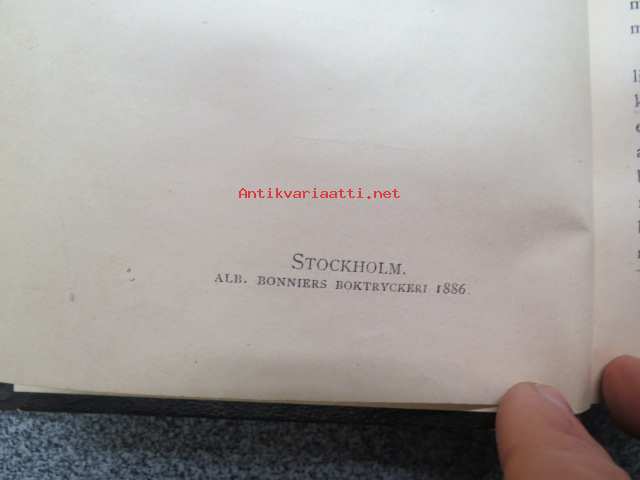 Antikvariaatti.net
STOCKHOLM.
ALB. BONNIERS BOKTRYCKERI 1886.